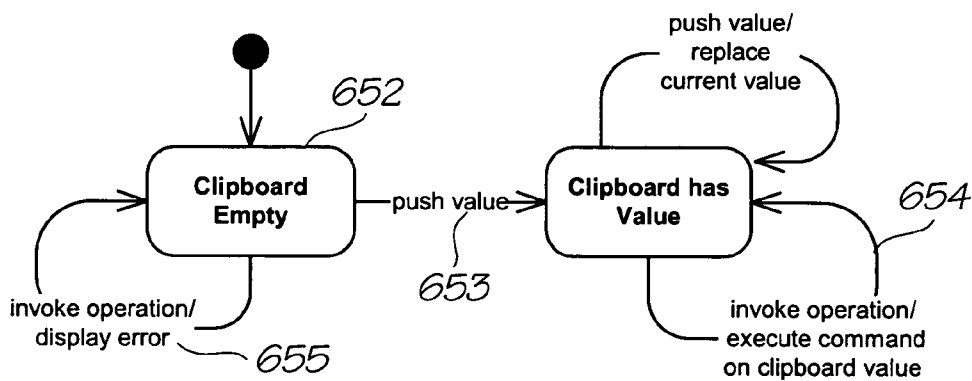 push value/
replace
current value
652
Clipboard
Empty
push value
653
Clipboard has
Value
654
invoke operation/
display error
655
invoke operation/
execute command
on clipboard value